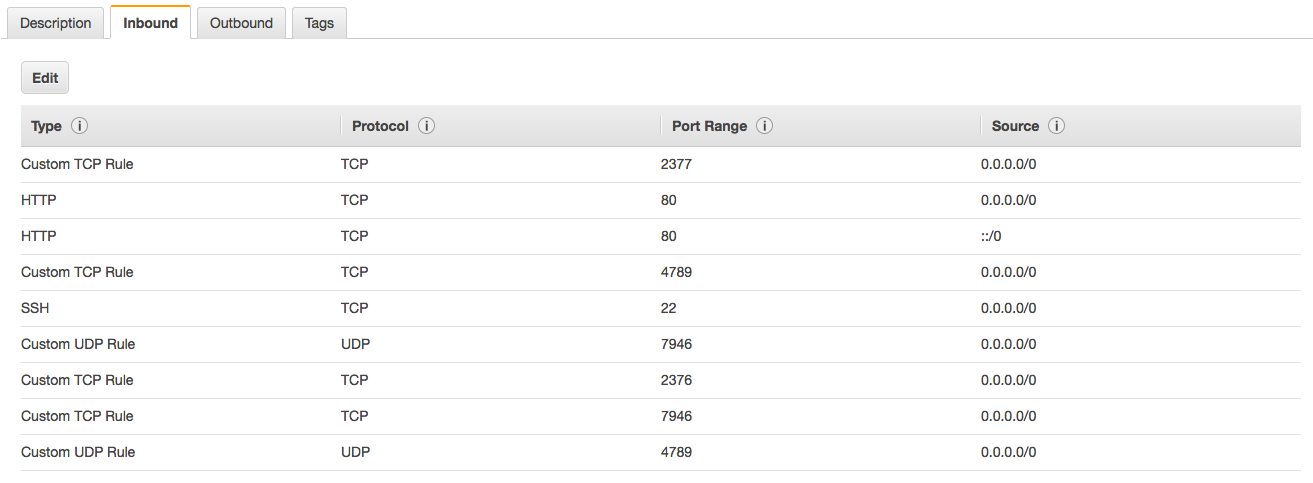 Description Inbound Outbound Tags
Edit
Type Protocol Port Range Source
Custom TCP Rule TCP 2377 0.0.0.0/0
HTTP TCP 80 0.0.0.0/0
HTTP TCP 80 ::/0
Custom TCP Rule TCP 4789 0.0.0.0/0
SSH TCP 22 0.0.0.0/0
Custom UDP Rule UDP 7946 0.0.0.0/0
Custom TCP Rule TCP 2376 0.0.0.0/0
Custom TCP Rule TCP 7946 0.0.0.0/0
Custom UDP Rule UDP 4789 0.0.0.0/0